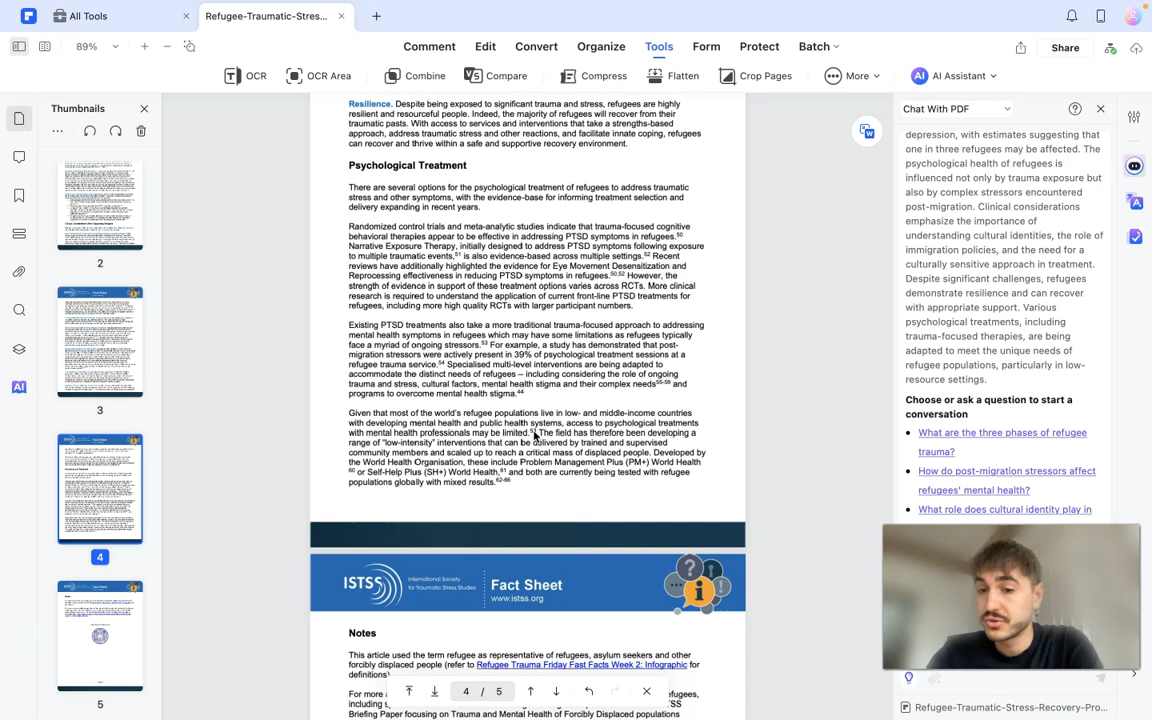 All Tools
Refugee-Traumatic-Stres...
89%
Comment
Edit
Convert
Organize
Tools
Form
Protect
Batch
Share
OCR
OCR Area
Combine
Compare
Compress
Flatten
Crop Pages
More
AI Assistant
Thumbnails
2
3
4
5
Resilience. Despite being exposed to significant trauma and stress, refugees are highly
resilient and resourceful people. Indeed, the majority of refugees will recover from their
traumatic pasts. With access to services and interventions that take a strengths-based
approach, address traumatic stress and other reactions, and facilitate innate coping, refugees
can recover and thrive within a safe and supportive recovery environment.
Psychological Treatment
There are several options for the psychological treatment of refugees to address traumatic
stress and other symptoms, with the evidence-base for informing treatment selection and
delivery expanding in recent years.
Randomized control trials and meta-analytic studies indicate that trauma-focused cognitive
behavioral therapies appear to be effective in addressing PTSD symptoms in refugees.50
Narrative Exposure Therapy, initially designed to address PTSD symptoms following exposure
to multiple traumatic events,51 is also evidence-based across multiple settings.52 Recent
reviews have additionally highlighted the evidence for Eye Movement Desensitization and
Reprocessing effectiveness in reducing PTSD symptoms in refugees.50,52 However, the
strength of evidence in support of these treatment options varies across RCTs. More clinical
research is required to understand the application of current front-line PTSD treatments for
refugees, including more high quality RCTs with larger participant numbers.
Existing PTSD treatments also take a more traditional trauma-focused approach to addressing
mental health symptoms in refugees which may have some limitations as refugees typically
face a myriad of ongoing stressors.53 For example, a study has demonstrated that post-
migration stressors were actively present in 39% of psychological treatment sessions at a
refugee trauma service.54 Specialised multi-level interventions are being adapted to
accommodate the distinct needs of refugees – including considering the role of ongoing
trauma and stress, cultural factors, mental health stigma and their complex needs55-59 and
programs to overcome mental health stigma.44
Given that most of the world's refugee populations live in low- and middle-income countries
with developing mental health and public health systems, access to psychological treatments
with mental health professionals may be limited. The field has therefore been developing a
range of "low-intensity" interventions that can be delivered by trained and supervised
community members and scaled up to reach a critical mass of displaced people. Developed by
the World Health Organisation, these include Problem Management Plus (PM+) World Health
60 or Self-Help Plus (SH+) World Health,61 and both are currently being tested with refugee
populations globally with mixed results.62-66
ISTSS
International Society
for Traumatic Stress Studies
Fact Sheet
www.istss.org
Notes
This article used the term refugee as representative of refugees, asylum seekers and other
forcibly displaced people (refer to Refugee Trauma Friday Fast Facts Week 2: Infographic for
definitions)
For more
including
Briefing Paper focusing on Trauma and Mental Health of Forcibly Displaced populations
4 / 5
Chat With PDF
depression, with estimates suggesting that
one in three refugees may be affected. The
psychological health of refugees is
influenced not only by trauma exposure but
also by complex stressors encountered
post-migration. Clinical considerations
emphasize the importance of
understanding cultural identities, the role of
immigration policies, and the need for a
culturally sensitive approach in treatment.
Despite significant challenges, refugees
demonstrate resilience and can recover
with appropriate support. Various
psychological treatments, including
trauma-focused therapies, are being
adapted to meet the unique needs of
refugee populations, particularly in low-
resource settings.
Choose or ask a question to start a
conversation
What are the three phases of refugee
trauma?
How do post-migration stressors affect
refugees' mental health?
What role does cultural identity play in
Refugee-Traumatic-Stress-Recovery-Pro...